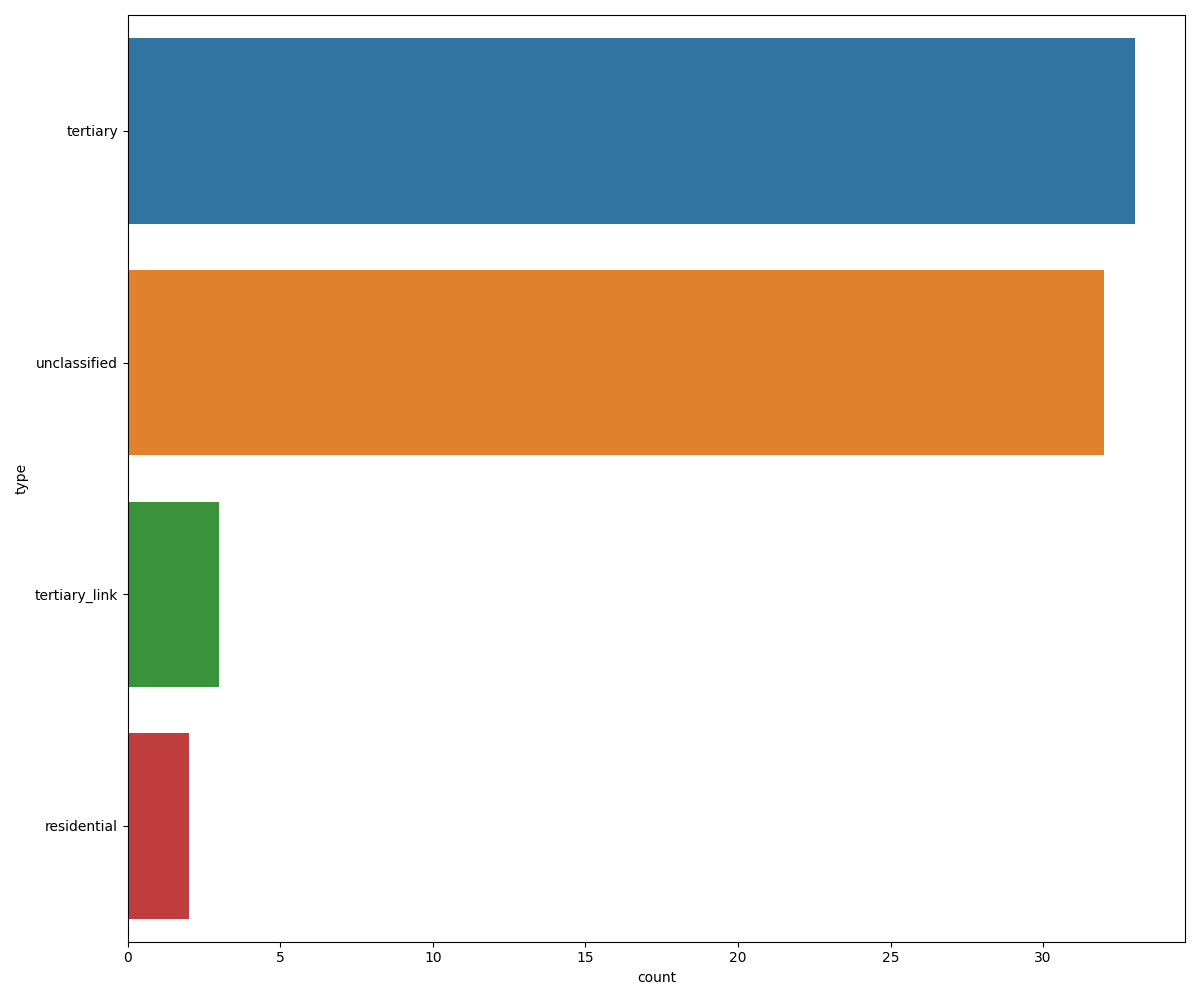 tertiary
unclassified
tertiary_link
residential
type
0 5 10 15 20 25 30
count